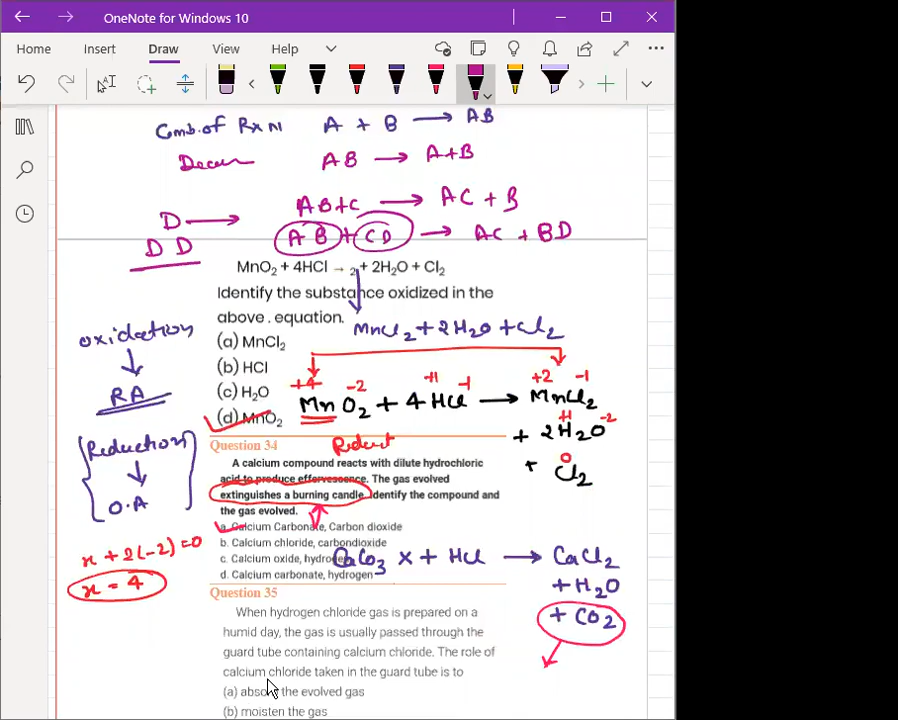 OneNote for Windows 10
Home Insert Draw View Help
Comb. of RxN A + B → AB
Decom AB → A+B
D → AB+C → AC + B
DD AB + CD → AC + BD
MnO₂ + 4HCl → ₂ + 2H₂O + Cl₂
Identify the substance oxidized in the
above . equation.
MnCl₂+2H₂O+Cl₂
(a) MnCl₂
(b) HCl
(c) H₂O
(d) MnO₂
oxidation
↓
RA
Reduction
↓
O.A
x + 2(-2) =0
x = 4
+4 -2 +1 -1 +2 -1
MnO₂ + 4HCl → MnCl₂
+1 -2
+ 2H₂O
0
+ Cl₂
Reduct
Question 34
A calcium compound reacts with dilute hydrochloric
acid to produce effervescence. The gas evolved
extinguishes a burning candle. Identify the compound and
the gas evolved.
a. Calcium Carbonate, Carbon dioxide
b. Calcium chloride, carbondioxide
c. Calcium oxide, hydrogen
d. Calcium carbonate, hydrogen
CaCO₃ x + HCl → CaCl₂
+ H₂O
+ CO₂
Question 35
When hydrogen chloride gas is prepared on a
humid day, the gas is usually passed through the
guard tube containing calcium chloride. The role of
calcium chloride taken in the guard tube is to
(a) absorb the evolved gas
(b) moisten the gas